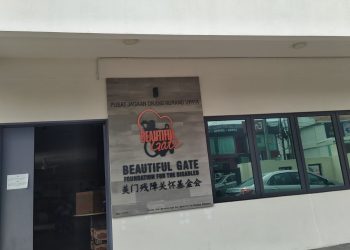 PUSAT JAGAAN ORANG KURANG UPAYA
BEAUTIFUL
Gate
BEAUTIFUL GATE
FOUNDATION FOR THE DISABLED
美门残障关怀基金会